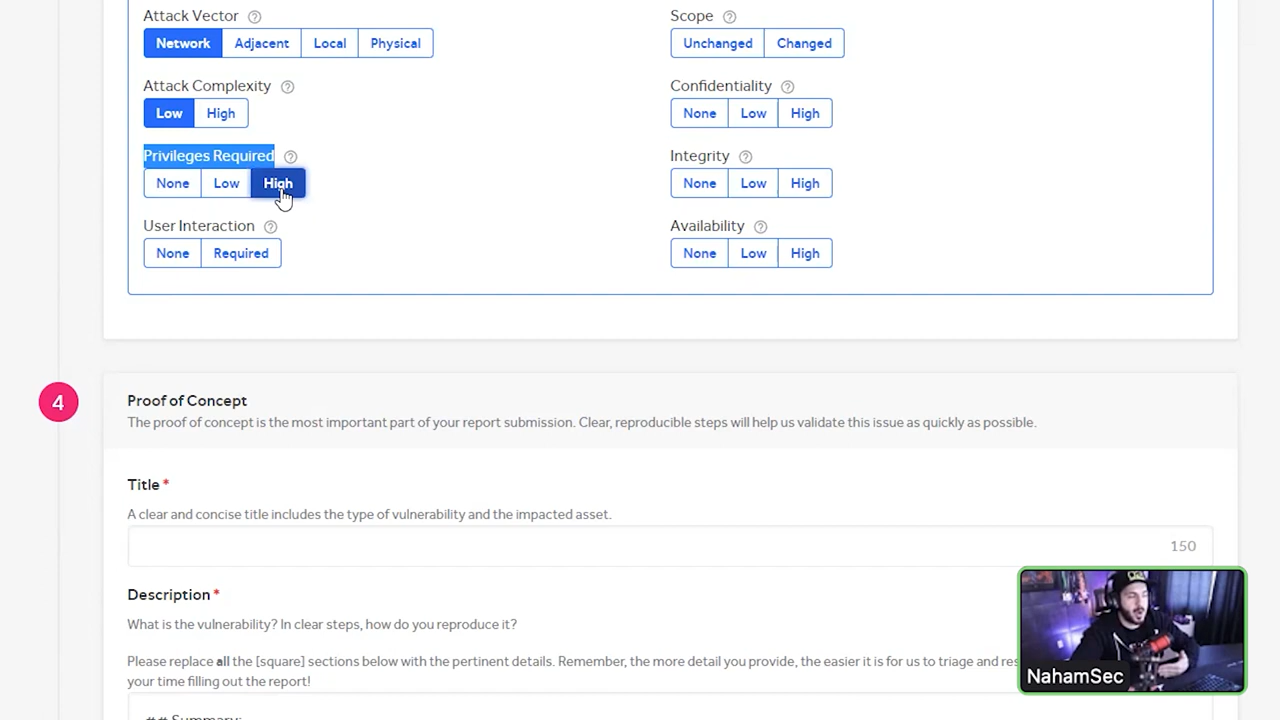 Attack Vector
Network Adjacent Local Physical
Scope
Unchanged Changed
Attack Complexity
Low High
Confidentiality
None Low High
Privileges Required
None Low High
Integrity
None Low High
User Interaction
None Required
Availability
None Low High
4
Proof of Concept
The proof of concept is the most important part of your report submission. Clear, reproducible steps will help us validate this issue as quickly as possible.
Title *
A clear and concise title includes the type of vulnerability and the impacted asset.
150
Description *
What is the vulnerability? In clear steps, how do you reproduce it?
Please replace all the [square] sections below with the pertinent details. Remember, the more detail you provide, the easier it is for us to triage and
your time filling out the report!
## Summary:
NahamSec